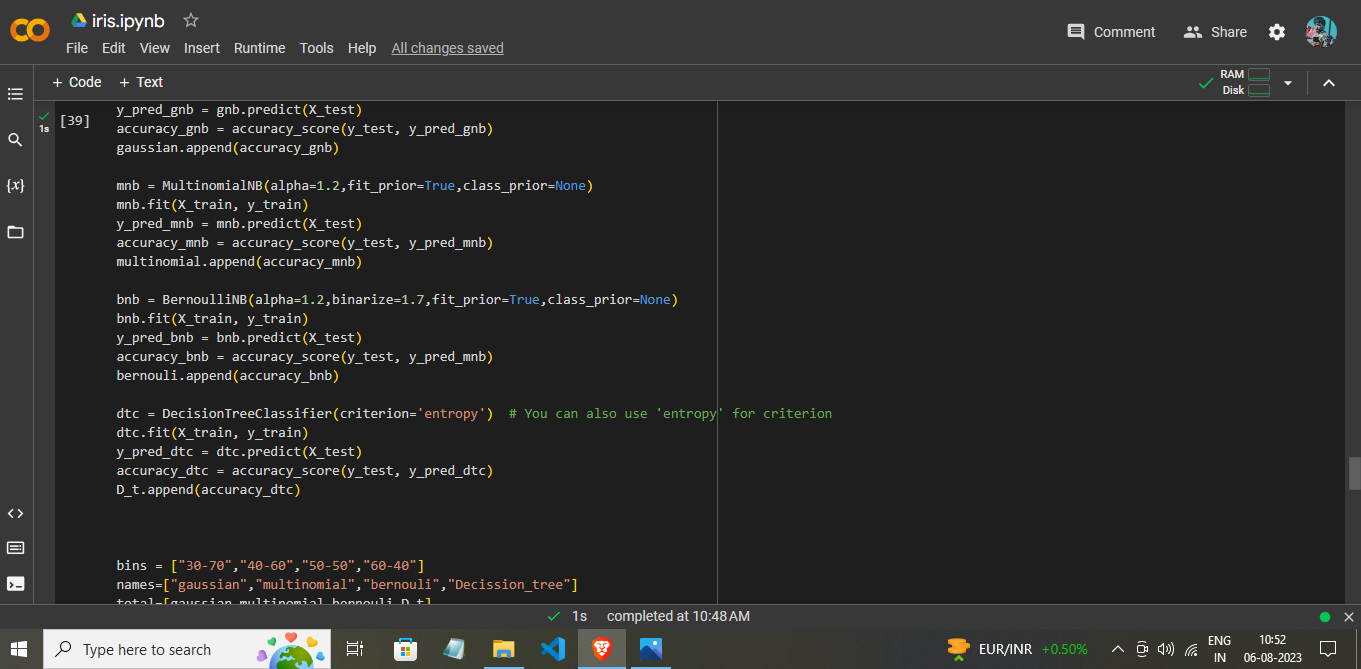 iris.ipynb
File Edit View Insert Runtime Tools Help All changes saved
Comment Share
+ Code + Text
RAM
Disk
1s
[39]
y_pred_gnb = gnb.predict(X_test)
accuracy_gnb = accuracy_score(y_test, y_pred_gnb)
gaussian.append(accuracy_gnb)
mnb = MultinomialNB(alpha=1.2,fit_prior=True,class_prior=None)
mnb.fit(X_train, y_train)
y_pred_mnb = mnb.predict(X_test)
accuracy_mnb = accuracy_score(y_test, y_pred_mnb)
multinomial.append(accuracy_mnb)
bnb = BernoulliNB(alpha=1.2,binarize=1.7,fit_prior=True,class_prior=None)
bnb.fit(X_train, y_train)
y_pred_bnb = bnb.predict(X_test)
accuracy_bnb = accuracy_score(y_test, y_pred_mnb)
bernouli.append(accuracy_bnb)
dtc = DecisionTreeClassifier(criterion='entropy') # You can also use 'entropy' for criterion
dtc.fit(X_train, y_train)
y_pred_dtc = dtc.predict(X_test)
accuracy_dtc = accuracy_score(y_test, y_pred_dtc)
D_t.append(accuracy_dtc)
bins = ["30-70","40-60","50-50","60-40"]
names=["gaussian","multinomial","bernouli","Decission_tree"]
total=[gaussian,multinomial,bernouli,D_t]
1s completed at 10:48 AM
Type here to search
EUR/INR +0.50%
ENG
IN
10:52
06-08-2023